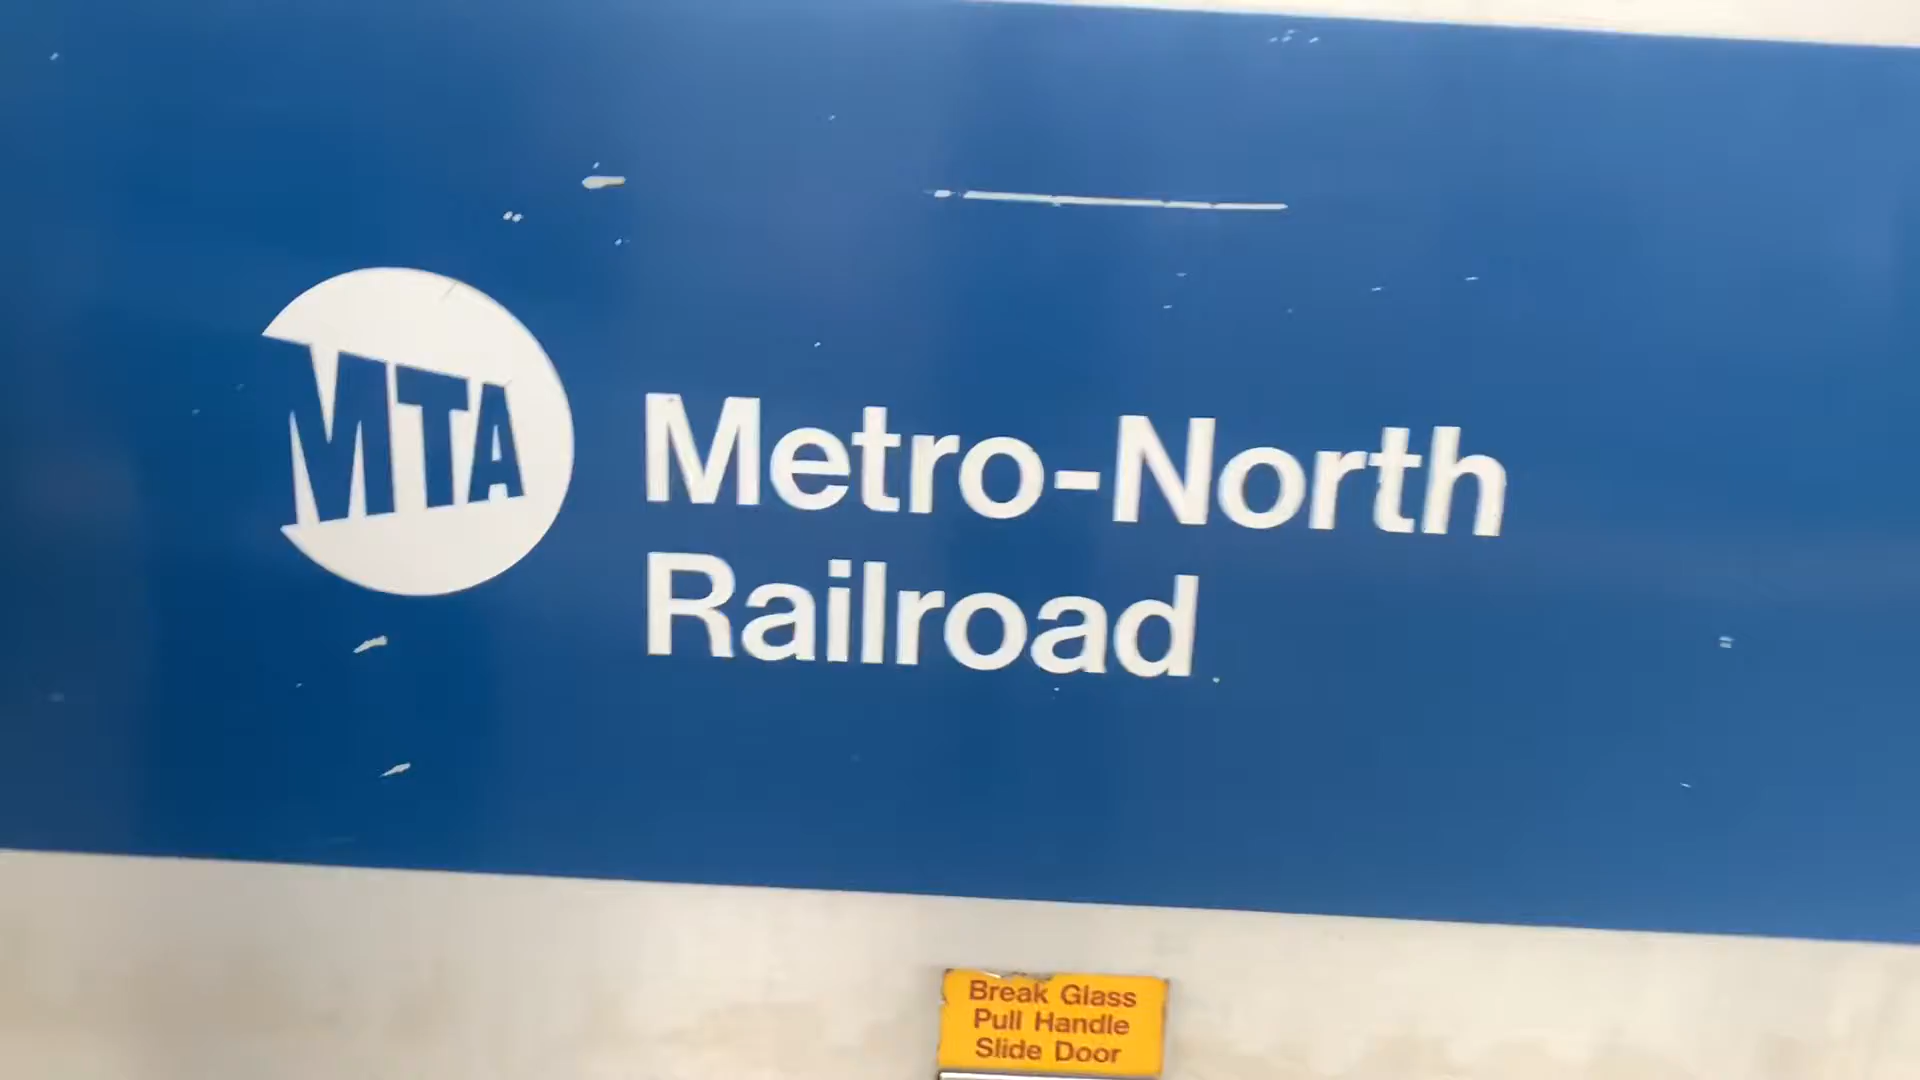 MTA
Metro-North
Railroad
Break Glass
Pull Handle
Slide Door